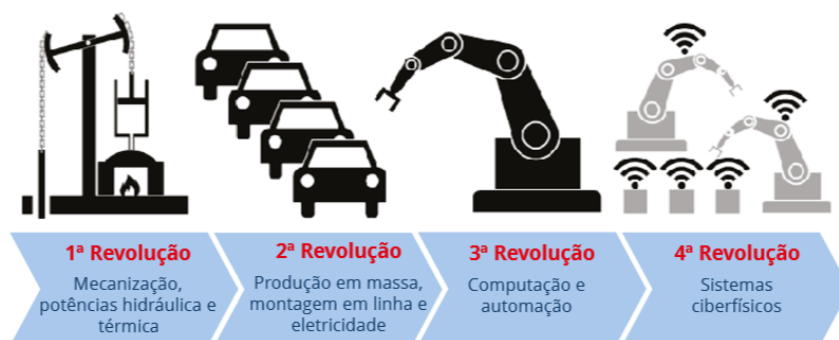 1ª Revolução
Mecanização,
potências hidráulica e
térmica
2ª Revolução
Produção em massa,
montagem em linha e
eletricidade
3ª Revolução
Computação e
automação
4ª Revolução
Sistemas
ciberfísicos